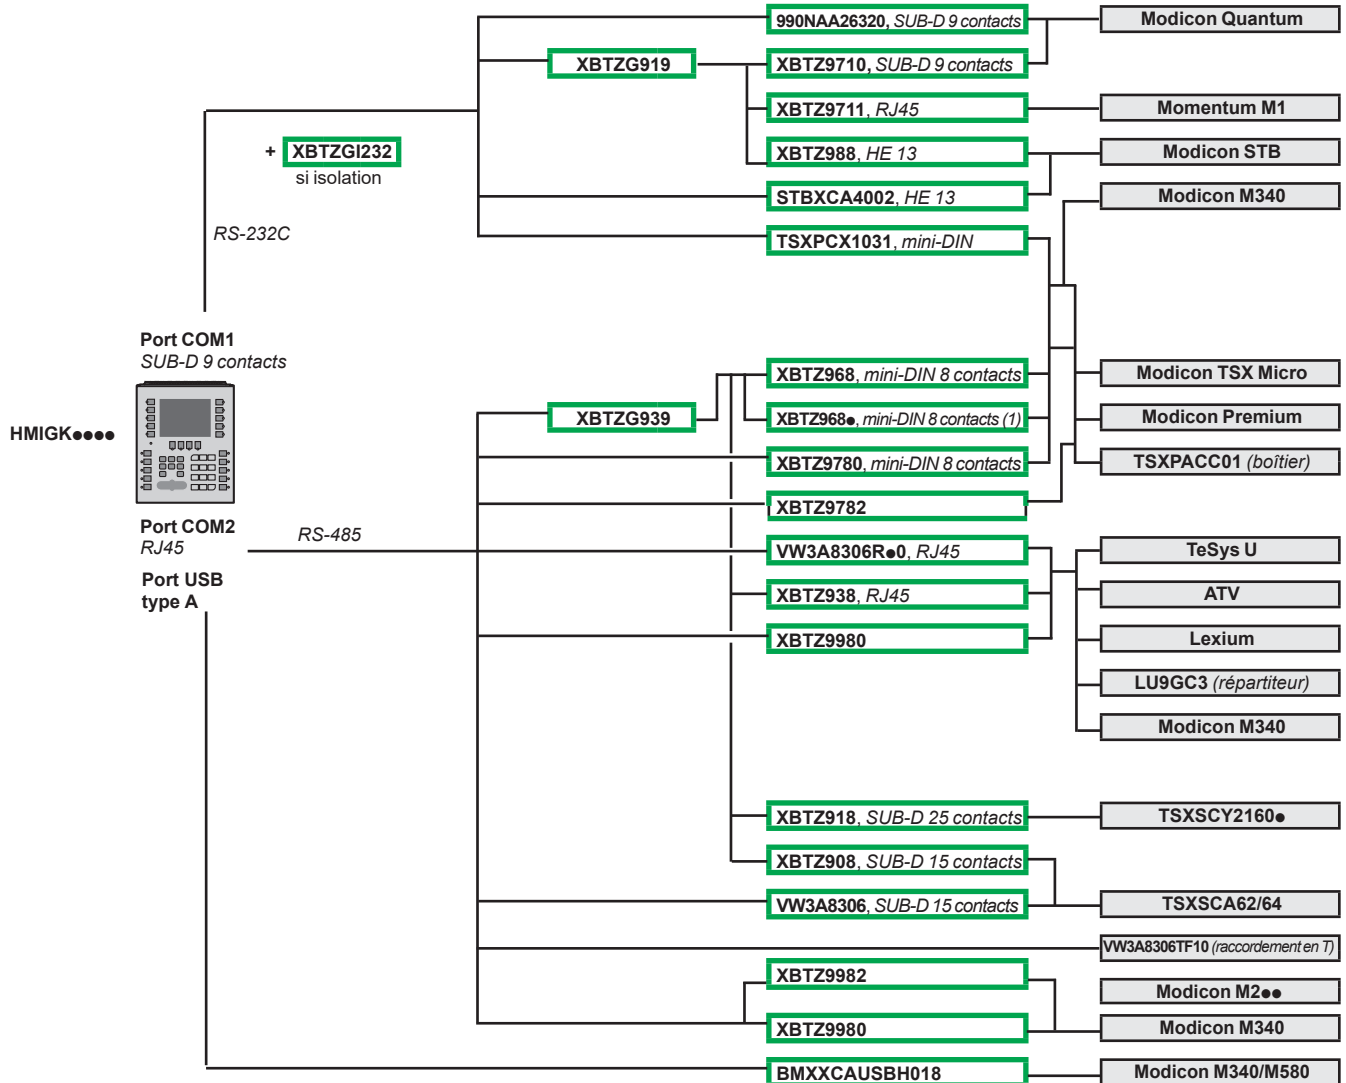 990NAA26320, SUB-D 9 contacts
Modicon Quantum
XBTZG919
XBTZ9710, SUB-D 9 contacts
XBTZ9711, RJ45
Momentum M1
+ XBTZGI232
si isolation
XBTZ988, HE 13
Modicon STB
STBXCA4002, HE 13
Modicon M340
RS-232C
TSXPCX1031, mini-DIN
Port COM1
SUB-D 9 contacts
XBTZ968, mini-DIN 8 contacts
Modicon TSX Micro
HMIGK●●●●
XBTZG939
XBTZ968●, mini-DIN 8 contacts (1)
Modicon Premium
XBTZ9780, mini-DIN 8 contacts
TSXPACC01 (boîtier)
XBTZ9782
Port COM2
RJ45
RS-485
VW3A8306R●0, RJ45
TeSys U
Port USB
type A
XBTZ938, RJ45
ATV
XBTZ9980
Lexium
LU9GC3 (répartiteur)
Modicon M340
XBTZ918, SUB-D 25 contacts
TSXSCY2160●
XBTZ908, SUB-D 15 contacts
VW3A8306, SUB-D 15 contacts
TSXSCA62/64
VW3A8306TF10 (raccordement en T)
XBTZ9982
Modicon M2●●
XBTZ9980
Modicon M340
BMXXCAUSBH018
Modicon M340/M580